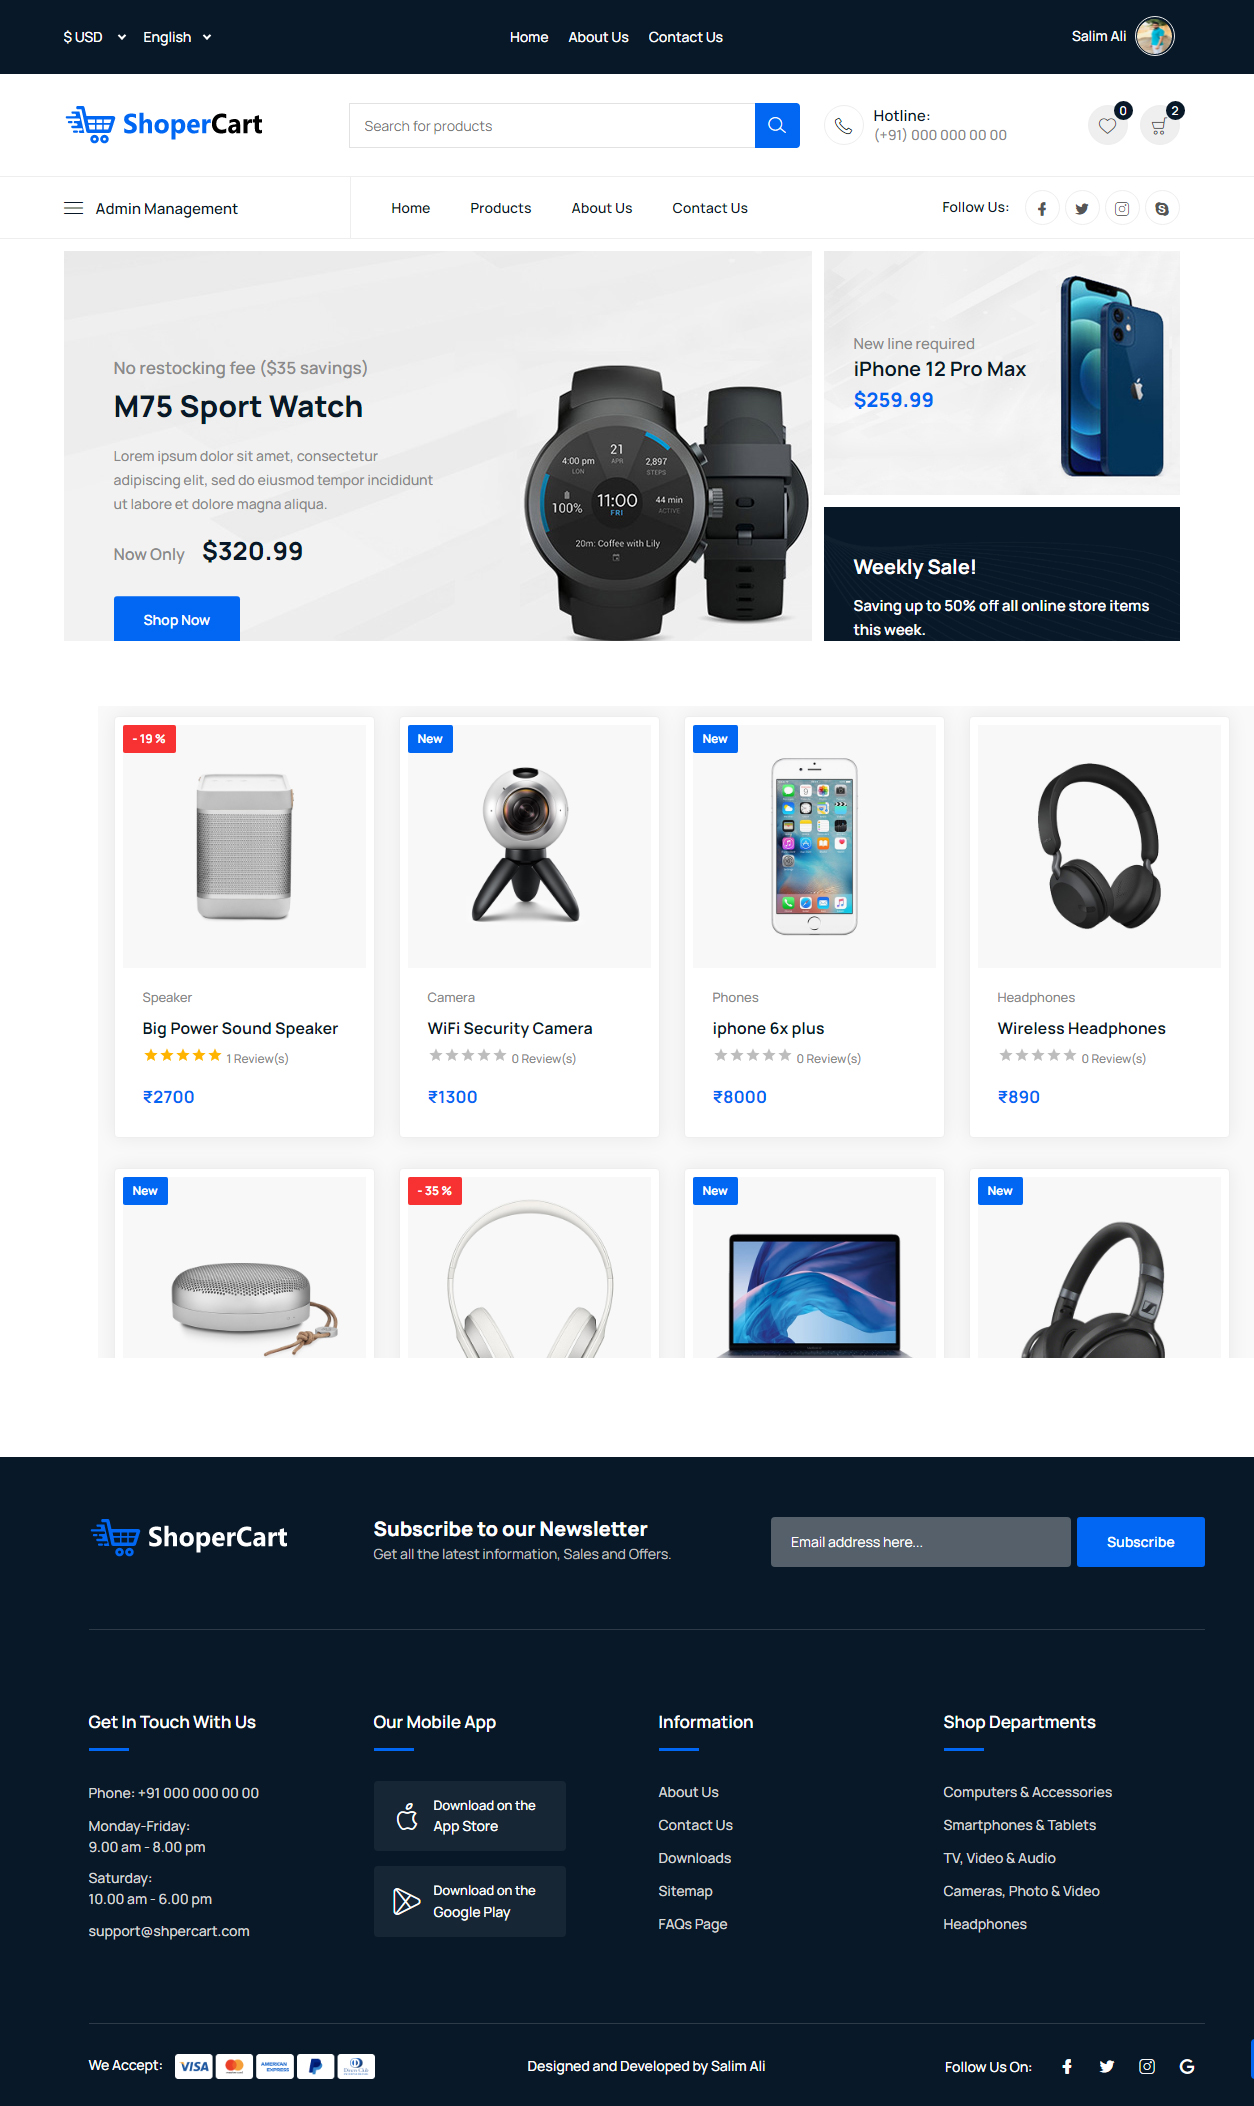 $ USD
English
Home
About Us
Contact Us
Salim Ali
ShoperCart
Search for products
Hotline:
(+91) 000 000 00 00
0
2
Admin Management
Home
Products
About Us
Contact Us
Follow Us:
No restocking fee ($35 savings)
M75 Sport Watch
Lorem ipsum dolor sit amet, consectetur
adipiscing elit, sed do eiusmod tempor incididunt
ut labore et dolore magna aliqua.
Now Only $320.99
Shop Now
21
APR
4:00 pm
LON
2,897
STEPS
100%
11:00
FRI
44 min
ACTIVE
20m: Coffee with Lily
New line required
iPhone 12 Pro Max
$259.99
Weekly Sale!
Saving up to 50% off all online store items
this week.
- 19 %
Speaker
Big Power Sound Speaker
1 Review(s)
₹2700
New
Camera
WiFi Security Camera
0 Review(s)
₹1300
New
Phones
iphone 6x plus
0 Review(s)
₹8000
Headphones
Wireless Headphones
0 Review(s)
₹890
New
- 35 %
New
New
ShoperCart
Subscribe to our Newsletter
Get all the latest information, Sales and Offers.
Email address here...
Subscribe
Get In Touch With Us
Phone: +91 000 000 00 00
Monday-Friday:
9.00 am - 8.00 pm
Saturday:
10.00 am - 6.00 pm
support@shpercart.com
Our Mobile App
Download on the
App Store
Download on the
Google Play
Information
About Us
Contact Us
Downloads
Sitemap
FAQs Page
Shop Departments
Computers & Accessories
Smartphones & Tablets
TV, Video & Audio
Cameras, Photo & Video
Headphones
We Accept:
VISA
AMERICAN
EXPRESS
Designed and Developed by Salim Ali
Follow Us On: